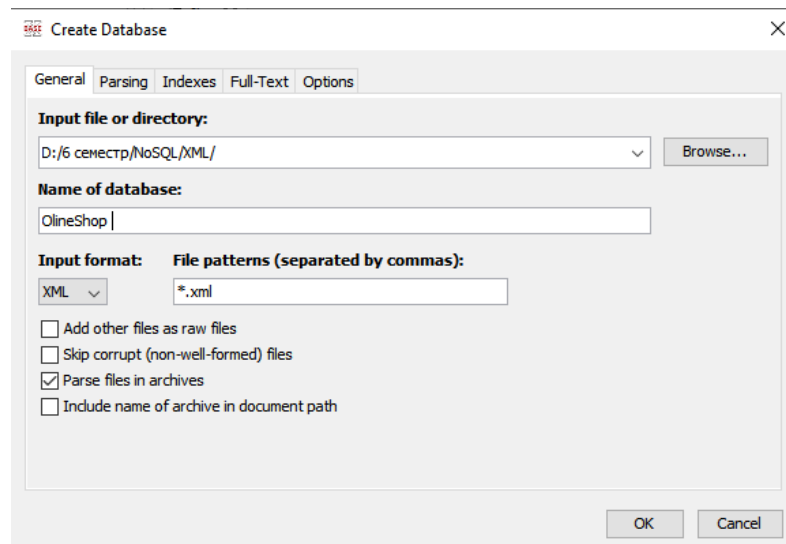 Create Database
General Parsing Indexes Full-Text Options
Input file or directory:
D:/6 семестр/NoSQL/XML/ Browse...
Name of database:
OlineShop
Input format: File patterns (separated by commas):
XML *.xml
Add other files as raw files
Skip corrupt (non-well-formed) files
Parse files in archives
Include name of archive in document path
OK Cancel